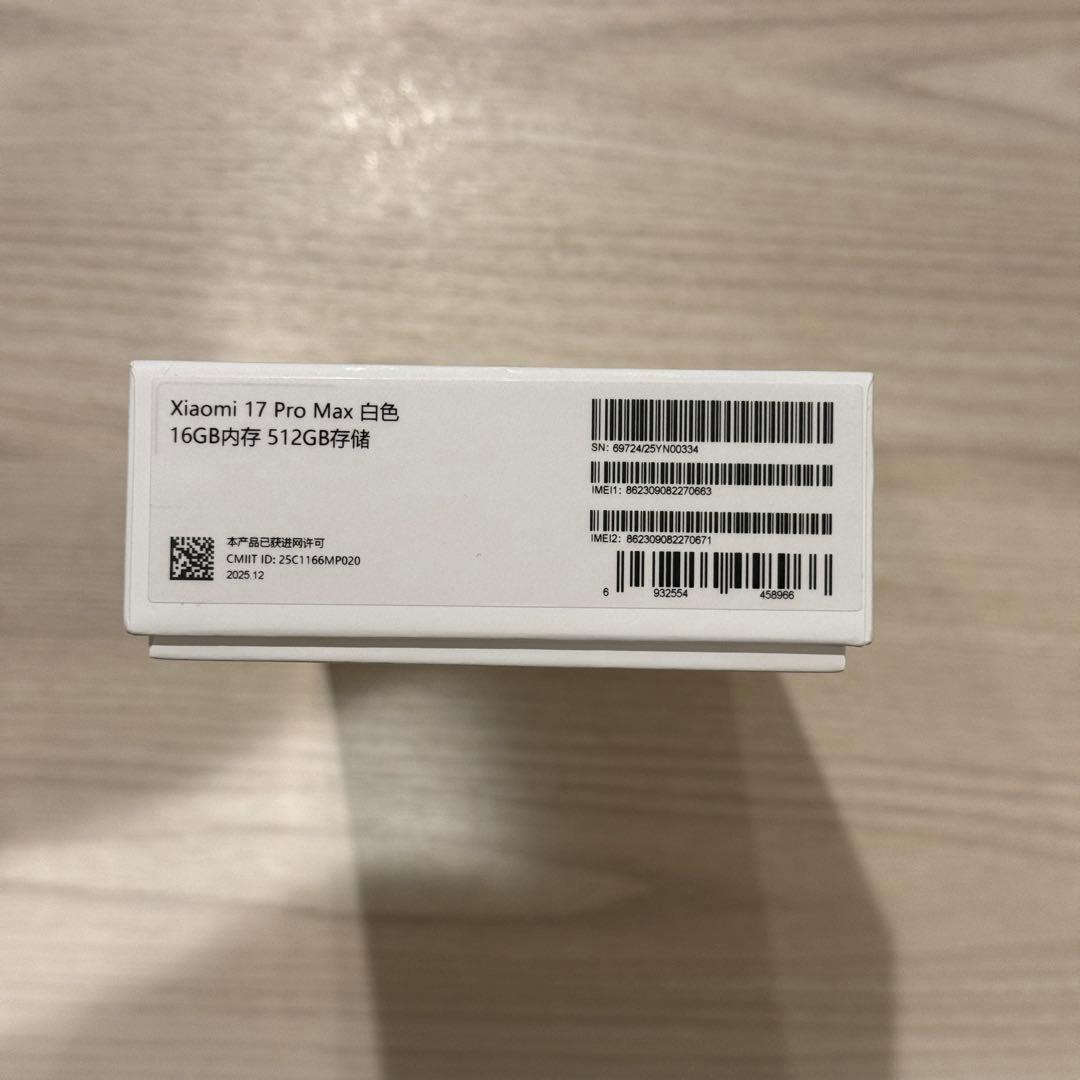 Xiaomi 17 Pro Max 白色
16GB内存 512GB存储
本产品已获进网许可
CMIIT ID: 25C1166MP020
2025.12
SN: 69724/25YN00334
IMEI1: 862309082270663
IMEI2: 862309082270671
6 932554 458966